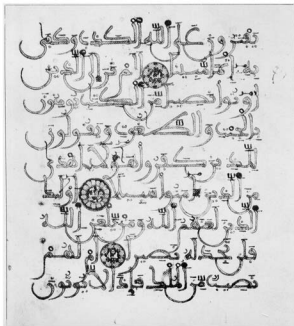 يفترون على الله الكذب وكفى
به إثما مبينا ألم تر إلى الذين
أوتوا نصيبا من الكتب يومنون
بالجبت والطغوت ويقولون
للذين كفروا هؤلاء أهدى
من الذين ءامنوا سبيلا أولئك
الذين لعنهم الله ومن يلعن الله
فلن تجد له نصيرا أم لهم
نصيب من الملك فإذا لا يوتون